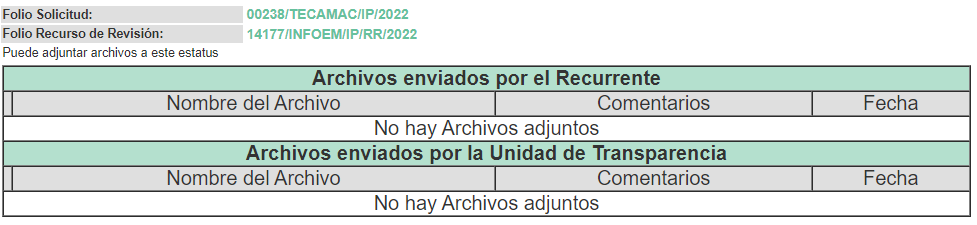 Folio Solicitud: 00238/TECAMAC/IP/2022
Folio Recurso de Revisión: 14177/INFOEM/IP/RR/2022
Puede adjuntar archivos a este estatus
Archivos enviados por el Recurrente
Nombre del Archivo Comentarios Fecha
No hay Archivos adjuntos
Archivos enviados por la Unidad de Transparencia
Nombre del Archivo Comentarios Fecha
No hay Archivos adjuntos